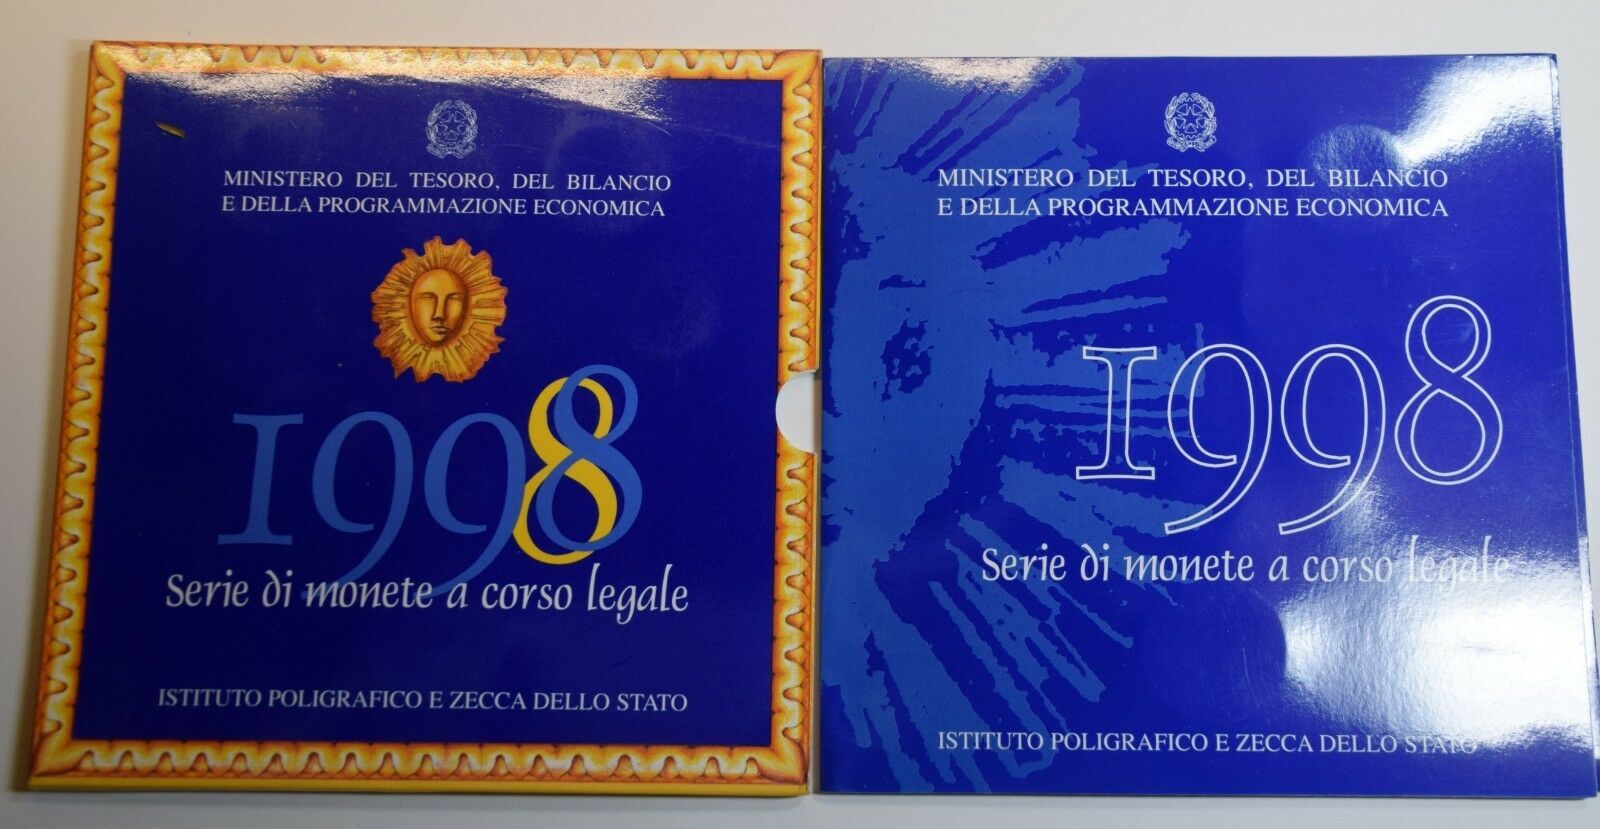 MINISTERO DEL TESORO, DEL BILANCIO
E DELLA PROGRAMMAZIONE ECONOMICA
1998
Serie di monete a corso legale
ISTITUTO POLIGRAFICO E ZECCA DELLO STATO
MINISTERO DEL TESORO, DEL BILANCIO
E DELLA PROGRAMMAZIONE ECONOMICA
1998
Serie di monete a corso legale
ISTITUTO POLIGRAFICO E ZECCA DELLO STATO